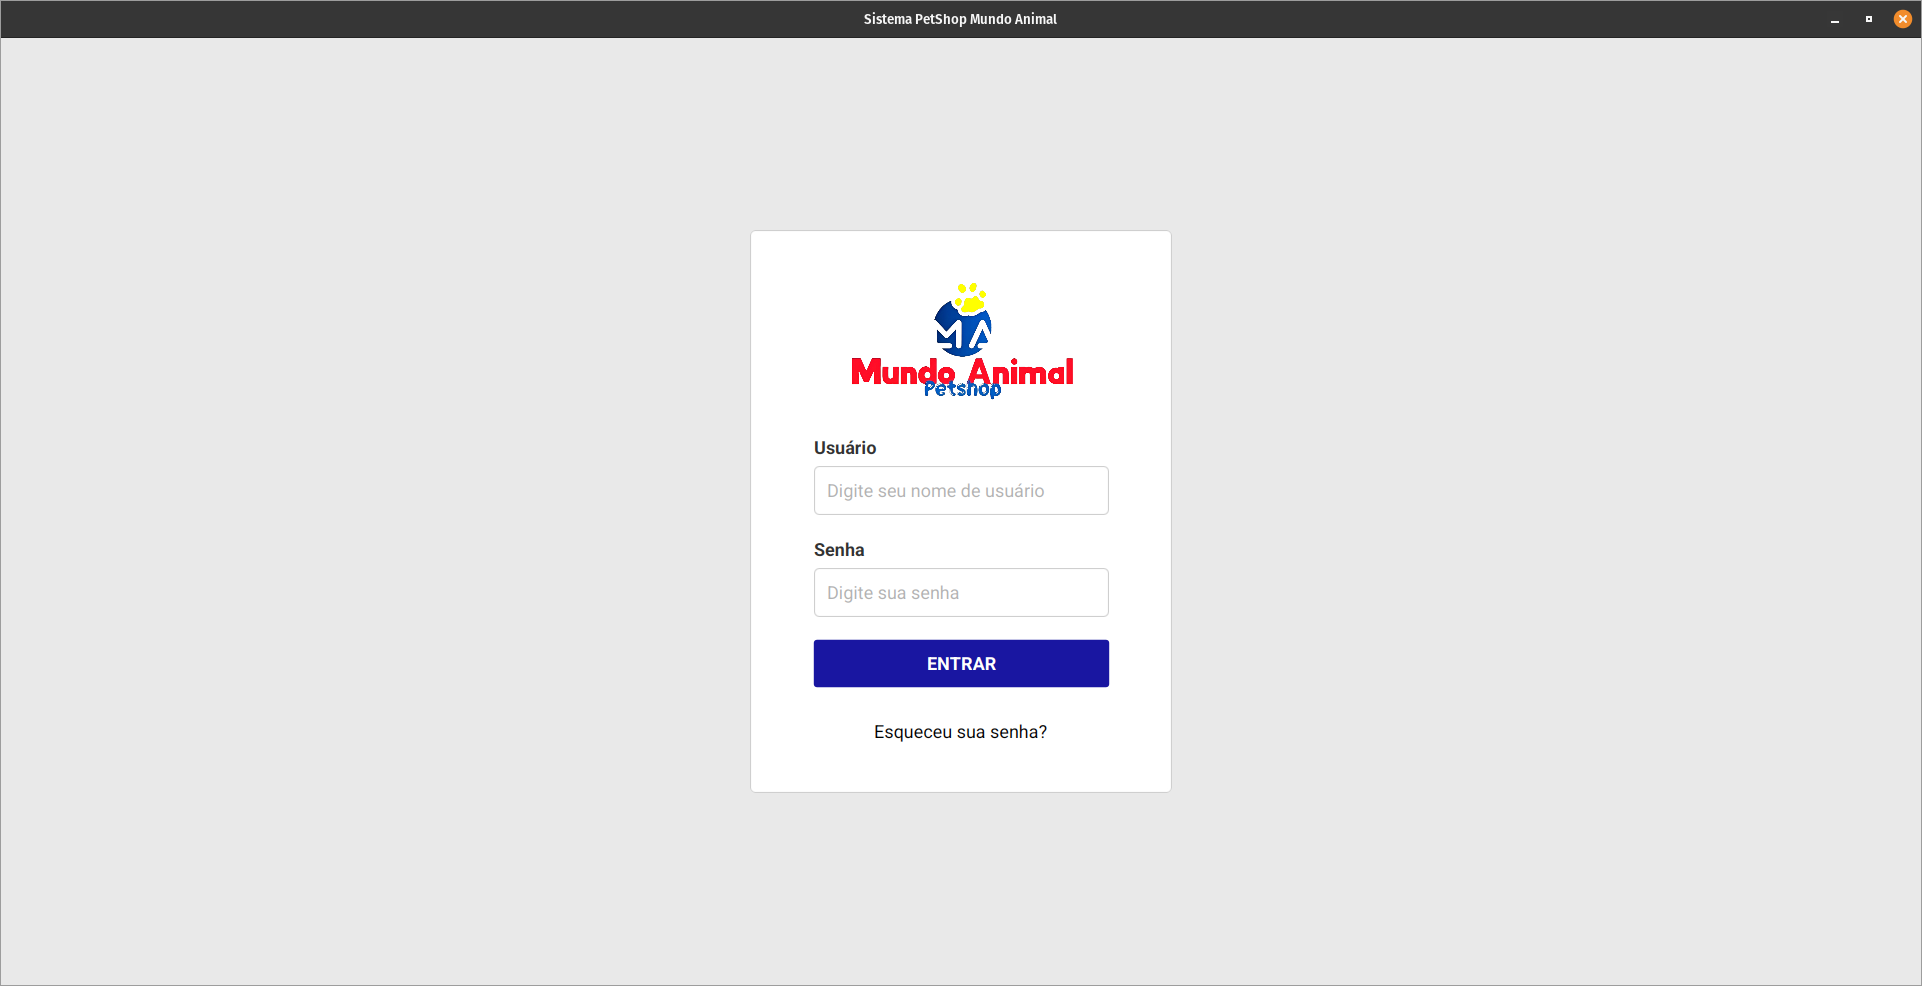 Sistema PetShop Mundo Animal
MA
Mundo Animal
Petshop
Usuário
Digite seu nome de usuário
Senha
Digite sua senha
ENTRAR
Esqueceu sua senha?